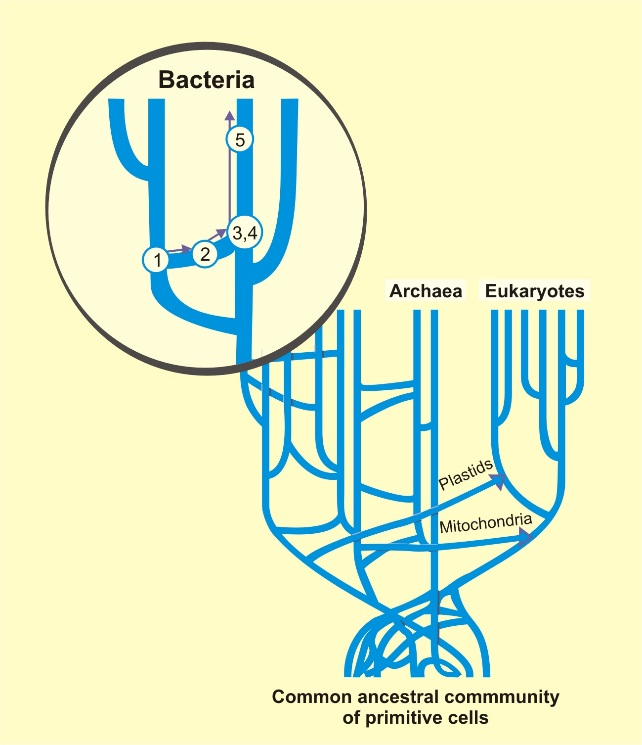 Bacteria
5
3,4
2
1
Archaea
Eukaryotes
Plastids
Mitochondria
Common ancestral commmunity
of primitive cells